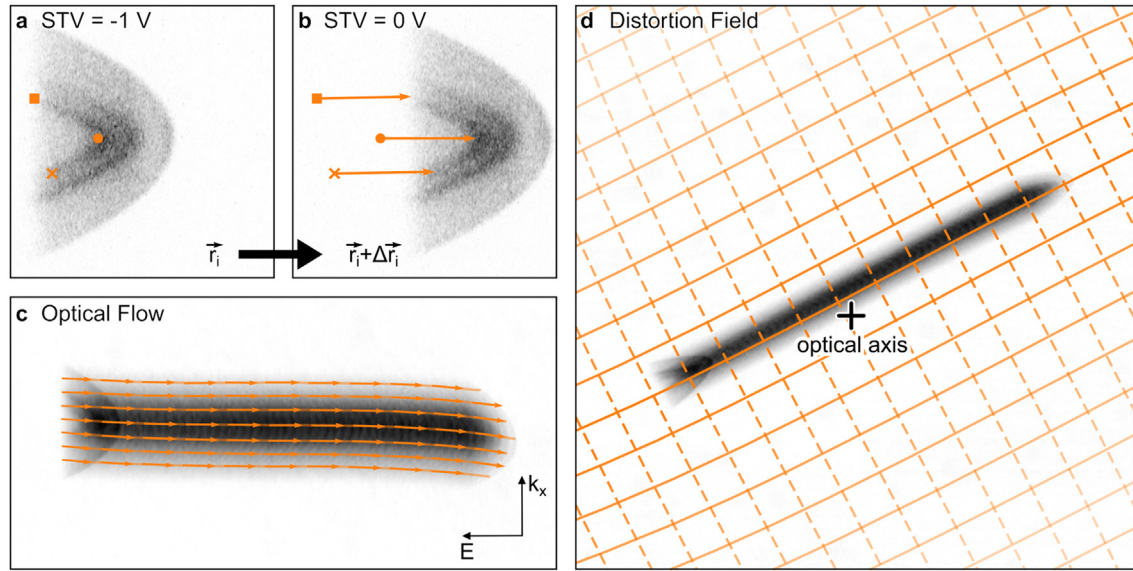 a STV = -1 V
b STV = 0 V
r⃗ᵢ
r⃗ᵢ+Δr⃗ᵢ
c Optical Flow
kₓ
E
d Distortion Field
optical axis